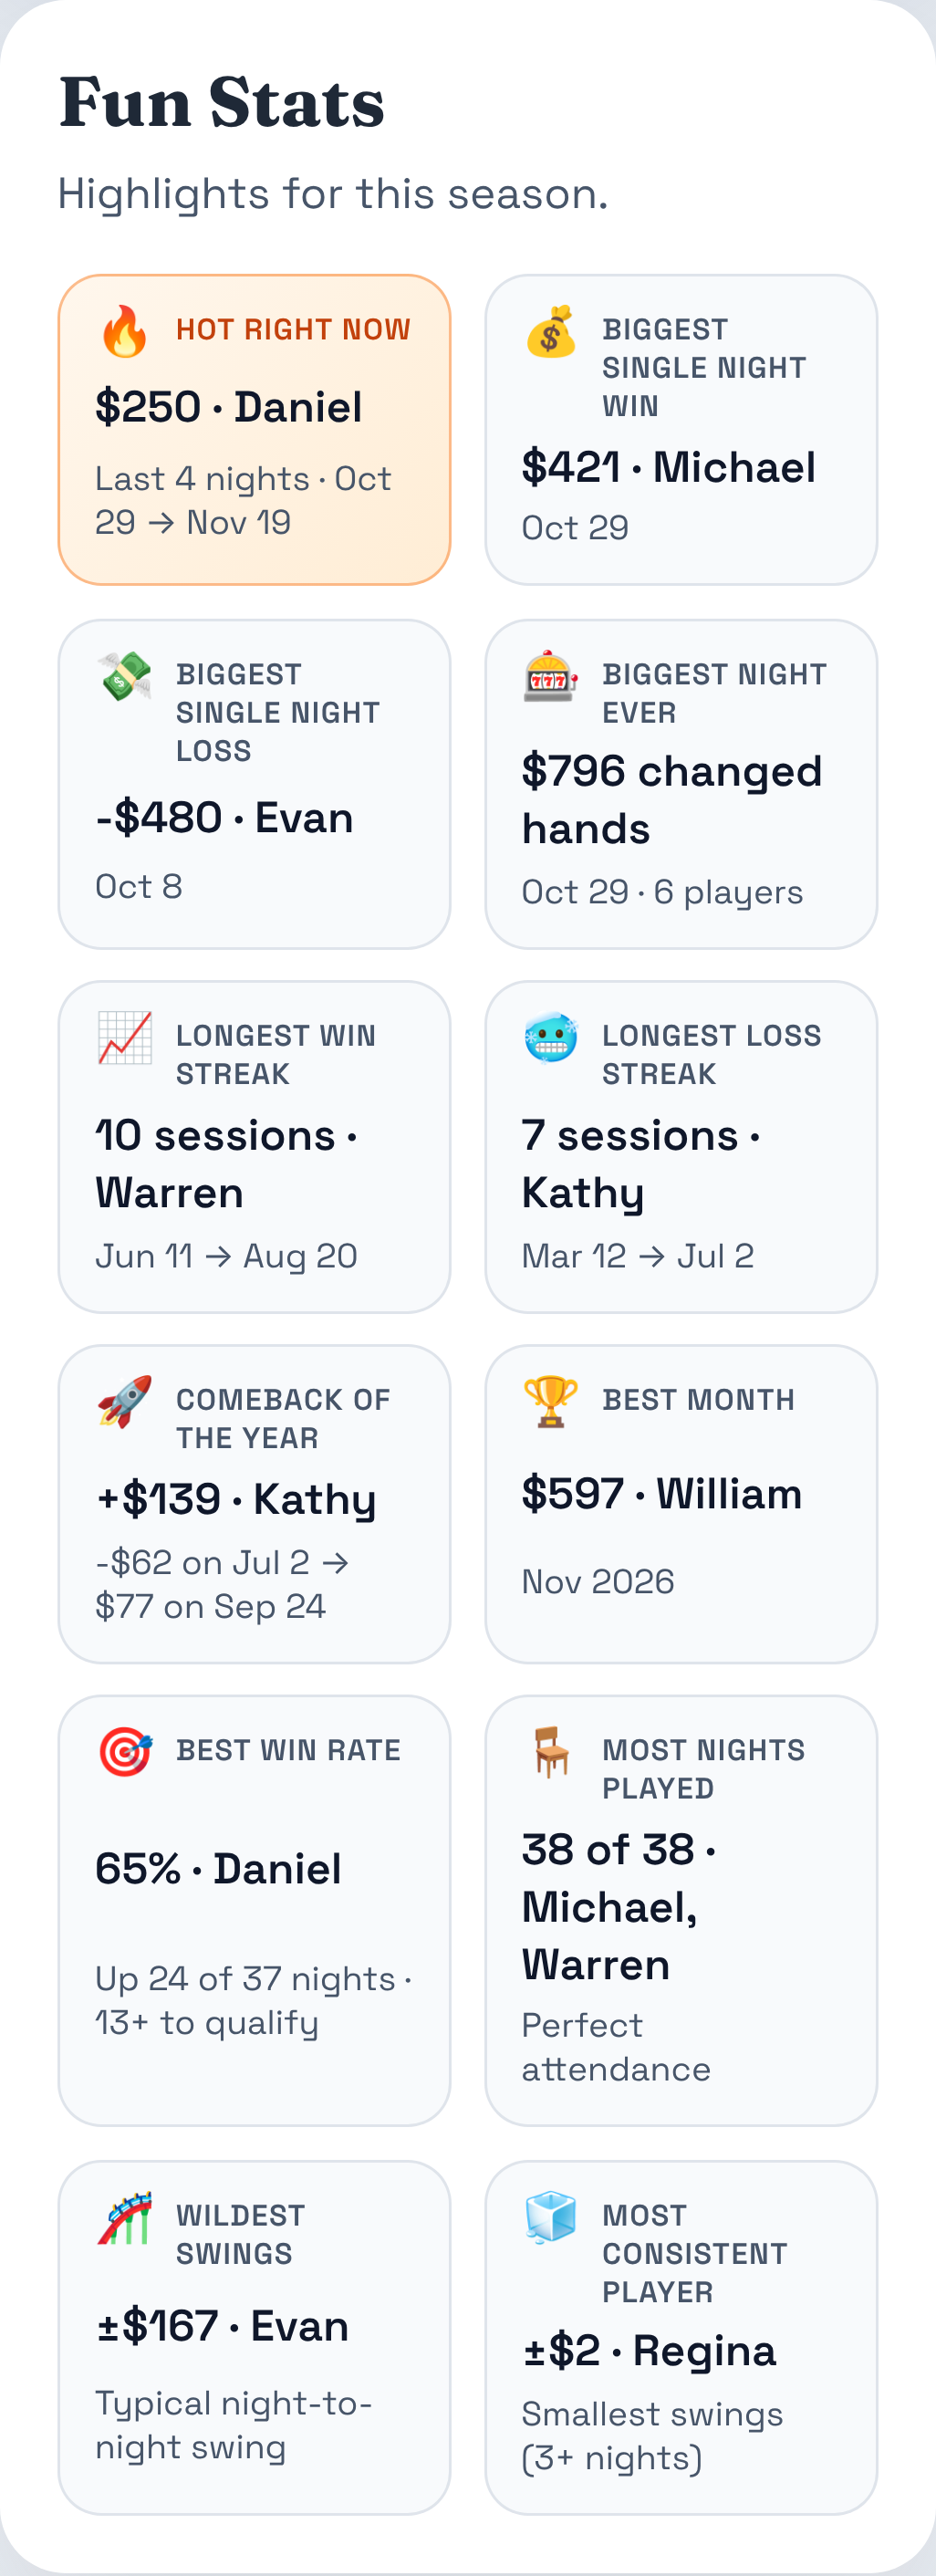 Fun Stats
Highlights for this season.
HOT RIGHT NOW
$250 · Daniel
Last 4 nights · Oct
29 → Nov 19
BIGGEST
SINGLE NIGHT
WIN
$421 · Michael
Oct 29
BIGGEST
SINGLE NIGHT
LOSS
-$480 · Evan
Oct 8
BIGGEST NIGHT
EVER
$796 changed
hands
Oct 29 · 6 players
LONGEST WIN
STREAK
10 sessions ·
Warren
Jun 11 → Aug 20
LONGEST LOSS
STREAK
7 sessions ·
Kathy
Mar 12 → Jul 2
COMEBACK OF
THE YEAR
+$139 · Kathy
-$62 on Jul 2 →
$77 on Sep 24
BEST MONTH
$597 · William
Nov 2026
BEST WIN RATE
65% · Daniel
Up 24 of 37 nights ·
13+ to qualify
MOST NIGHTS
PLAYED
38 of 38 ·
Michael,
Warren
Perfect
attendance
WILDEST
SWINGS
±$167 · Evan
Typical night-to-
night swing
MOST
CONSISTENT
PLAYER
±$2 · Regina
Smallest swings
(3+ nights)